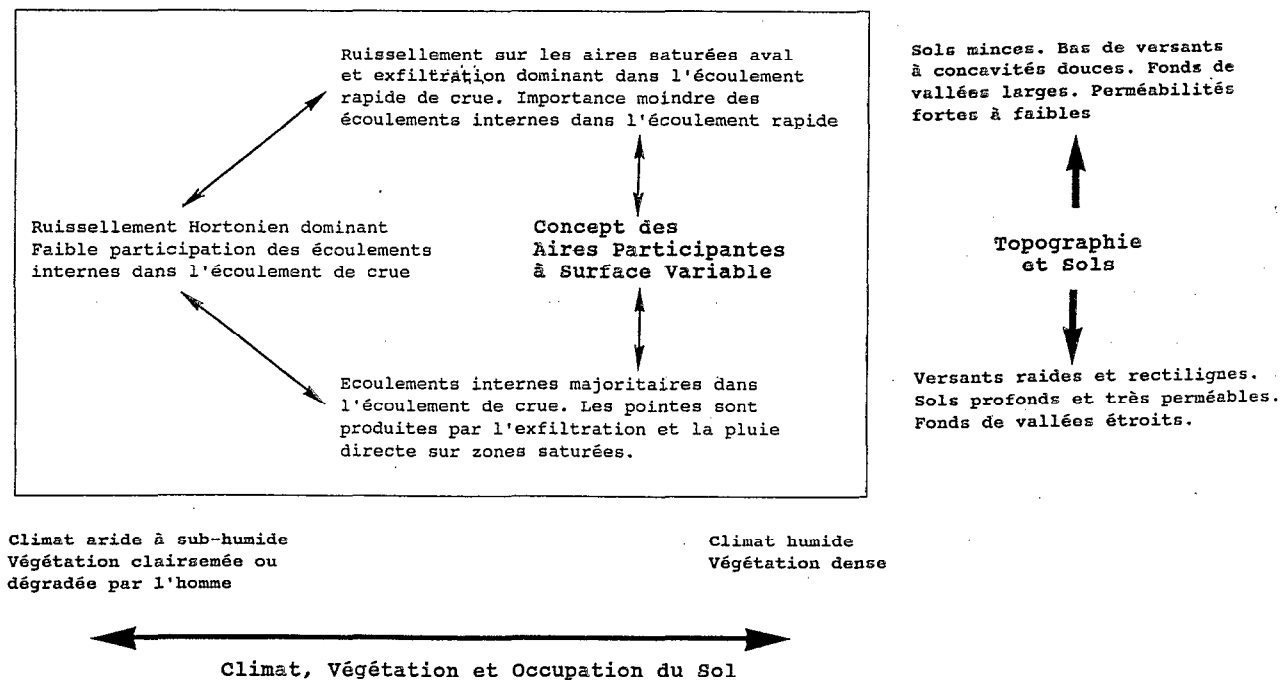 Ruissellement sur les aires saturées aval
et exfiltration dominant dans l'écoulement
rapide de crue. Importance moindre des
écoulements internes dans l'écoulement rapide
Sols minces. Bas de versants
à concavités douces. Fonds de
vallées larges. Perméabilités
fortes à faibles
Ruissellement Hortonien dominant
Faible participation des écoulements
internes dans l'écoulement de crue
Concept des
Aires Participantes
à Surface Variable
Topographie
et Sols
Ecoulements internes majoritaires dans
l'écoulement de crue. Les pointes sont
produites par l'exfiltration et la pluie
directe sur zones saturées.
Versants raides et rectilignes.
Sols profonds et très perméables.
Fonds de vallées étroits.
Climat aride à sub-humide
Végétation clairsemée ou
dégradée par l'homme
Climat humide
Végétation dense
Climat, Végétation et Occupation du Sol